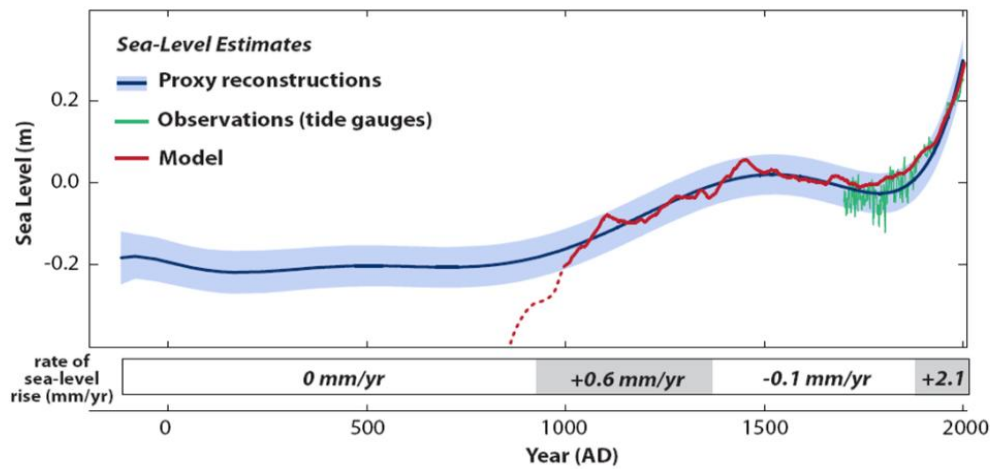 Sea-Level Estimates
Proxy reconstructions
Observations (tide gauges)
Model
Sea Level (m)
0.2
0.0
-0.2
rate of
sea-level
rise (mm/yr)
0 mm/yr
+0.6 mm/yr
-0.1 mm/yr
+2.1
0
500
1000
1500
2000
Year (AD)